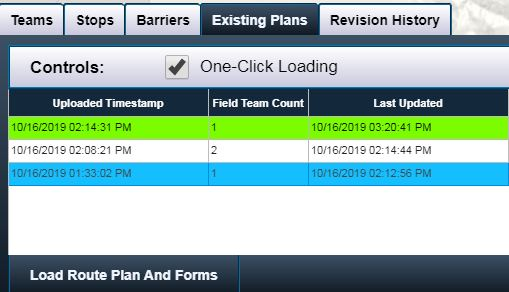 Teams Stops Barriers Existing Plans Revision History
Controls: One-Click Loading
Uploaded Timestamp Field Team Count Last Updated
10/16/2019 02:14:31 PM 1 10/16/2019 03:20:41 PM
10/16/2019 02:08:21 PM 2 10/16/2019 02:14:44 PM
10/16/2019 01:33:02 PM 1 10/16/2019 02:12:56 PM
Load Route Plan And Forms